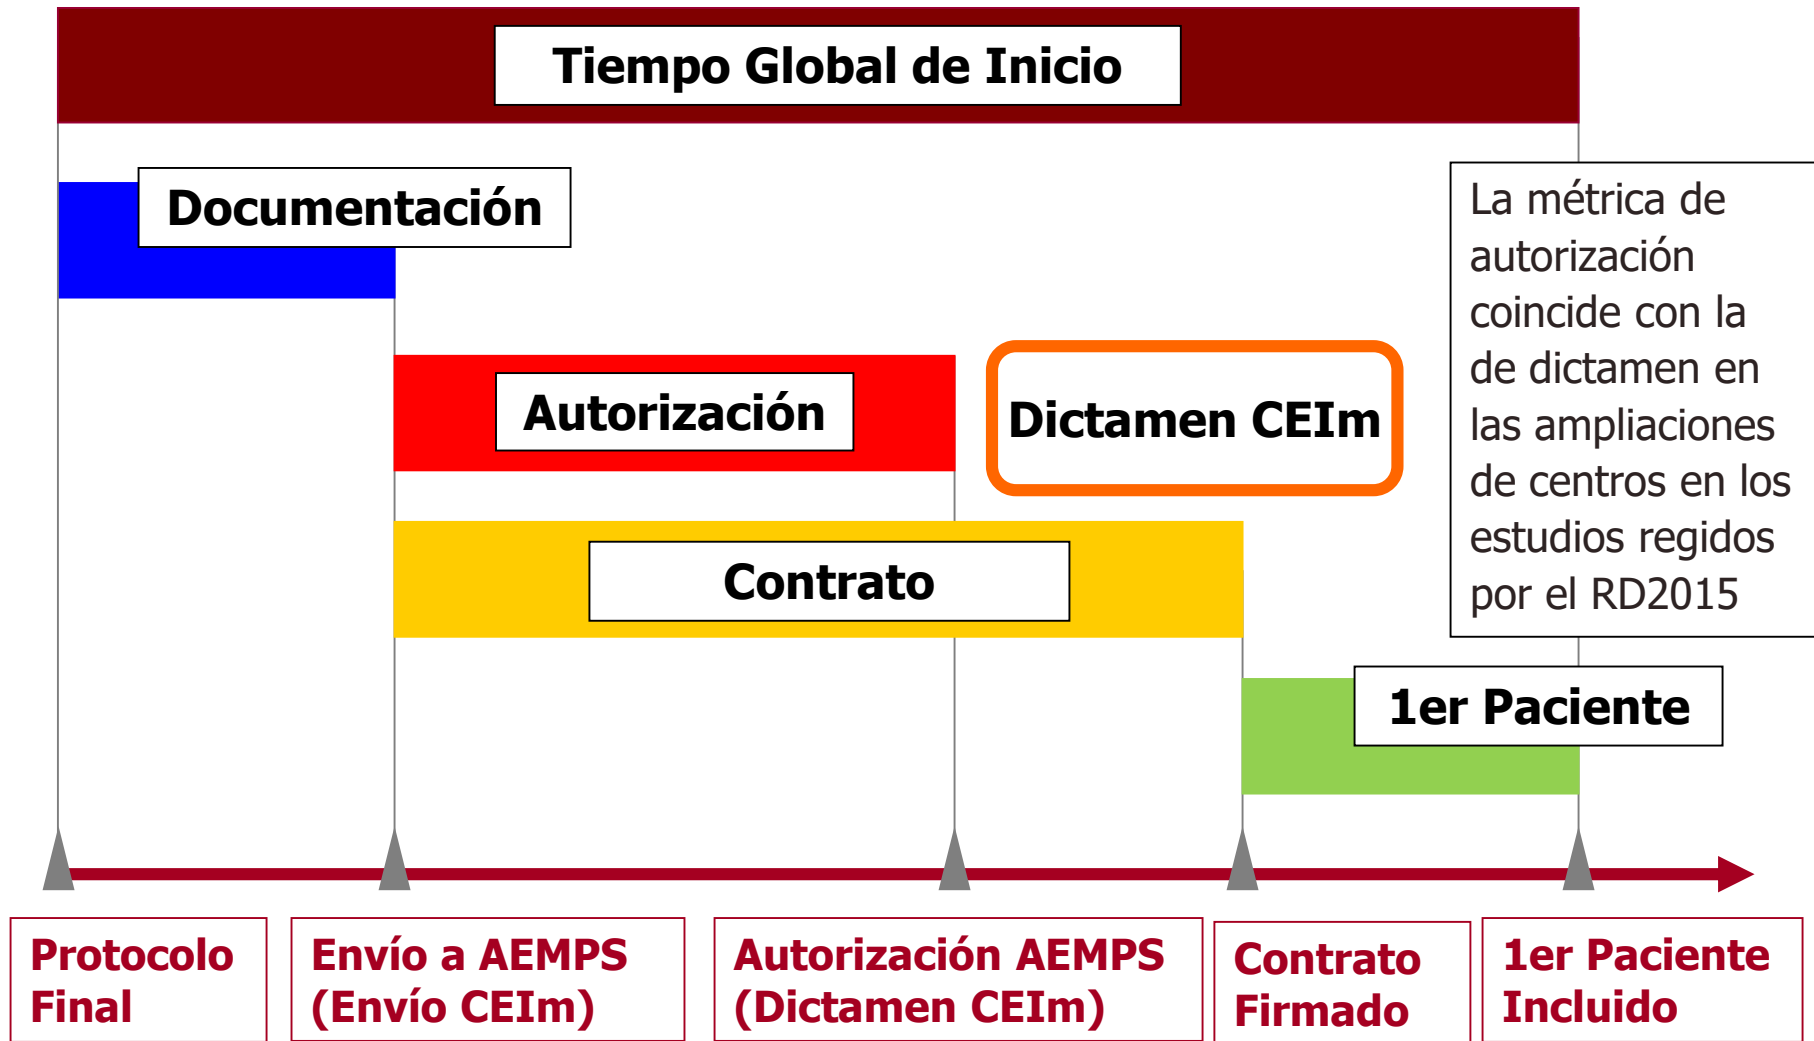 Tiempo Global de Inicio
Documentación
La métrica de
autorización
coincide con la
de dictamen en
las ampliaciones
de centros en los
estudios regidos
por el RD2015
Autorización
Dictamen CEIm
Contrato
1er Paciente
Protocolo
Final
Envío a AEMPS
(Envío CEIm)
Autorización AEMPS
(Dictamen CEIm)
Contrato
Firmado
1er Paciente
Incluido